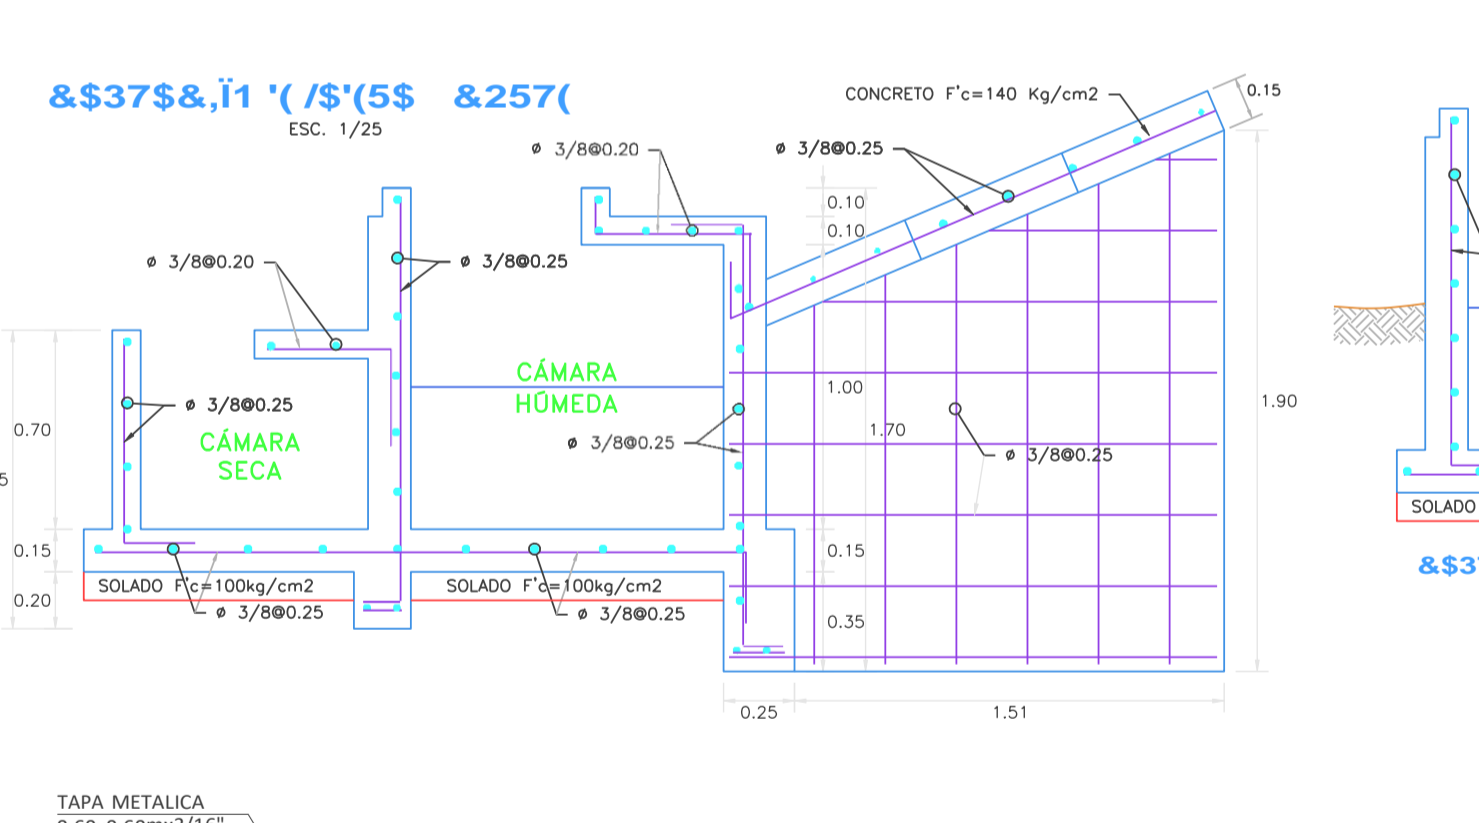 &$37$&,Ï1 '( /$'(5$ &257(
ESC. 1/25
CONCRETO F'c=140 Kg/cm2
0.15
ø 3/8@0.20
ø 3/8@0.25
0.10
0.10
ø 3/8@0.20
ø 3/8@0.25
CÁMARA
HÚMEDA
1.00
1.90
ø 3/8@0.25
0.70
CÁMARA
SECA
ø 3/8@0.25
1.70
ø 3/8@0.25
5
SOLADO
0.15
0.15
&$3
SOLADO F'c=100kg/cm2
SOLADO F'c=100kg/cm2
0.20
ø 3/8@0.25
ø 3/8@0.25
0.35
0.25
1.51
TAPA METALICA